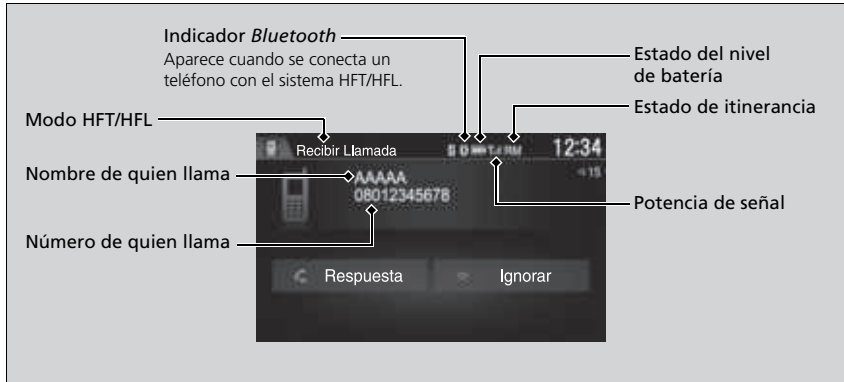 Indicador Bluetooth
Aparece cuando se conecta un
teléfono con el sistema HFT/HFL.
Estado del nivel
de batería
Estado de itinerancia
Modo HFT/HFL
Recibir Llamada
12:34
Nombre de quien llama
AAAAA
08012345678
15
Potencia de señal
Número de quien llama
Respuesta
Ignorar